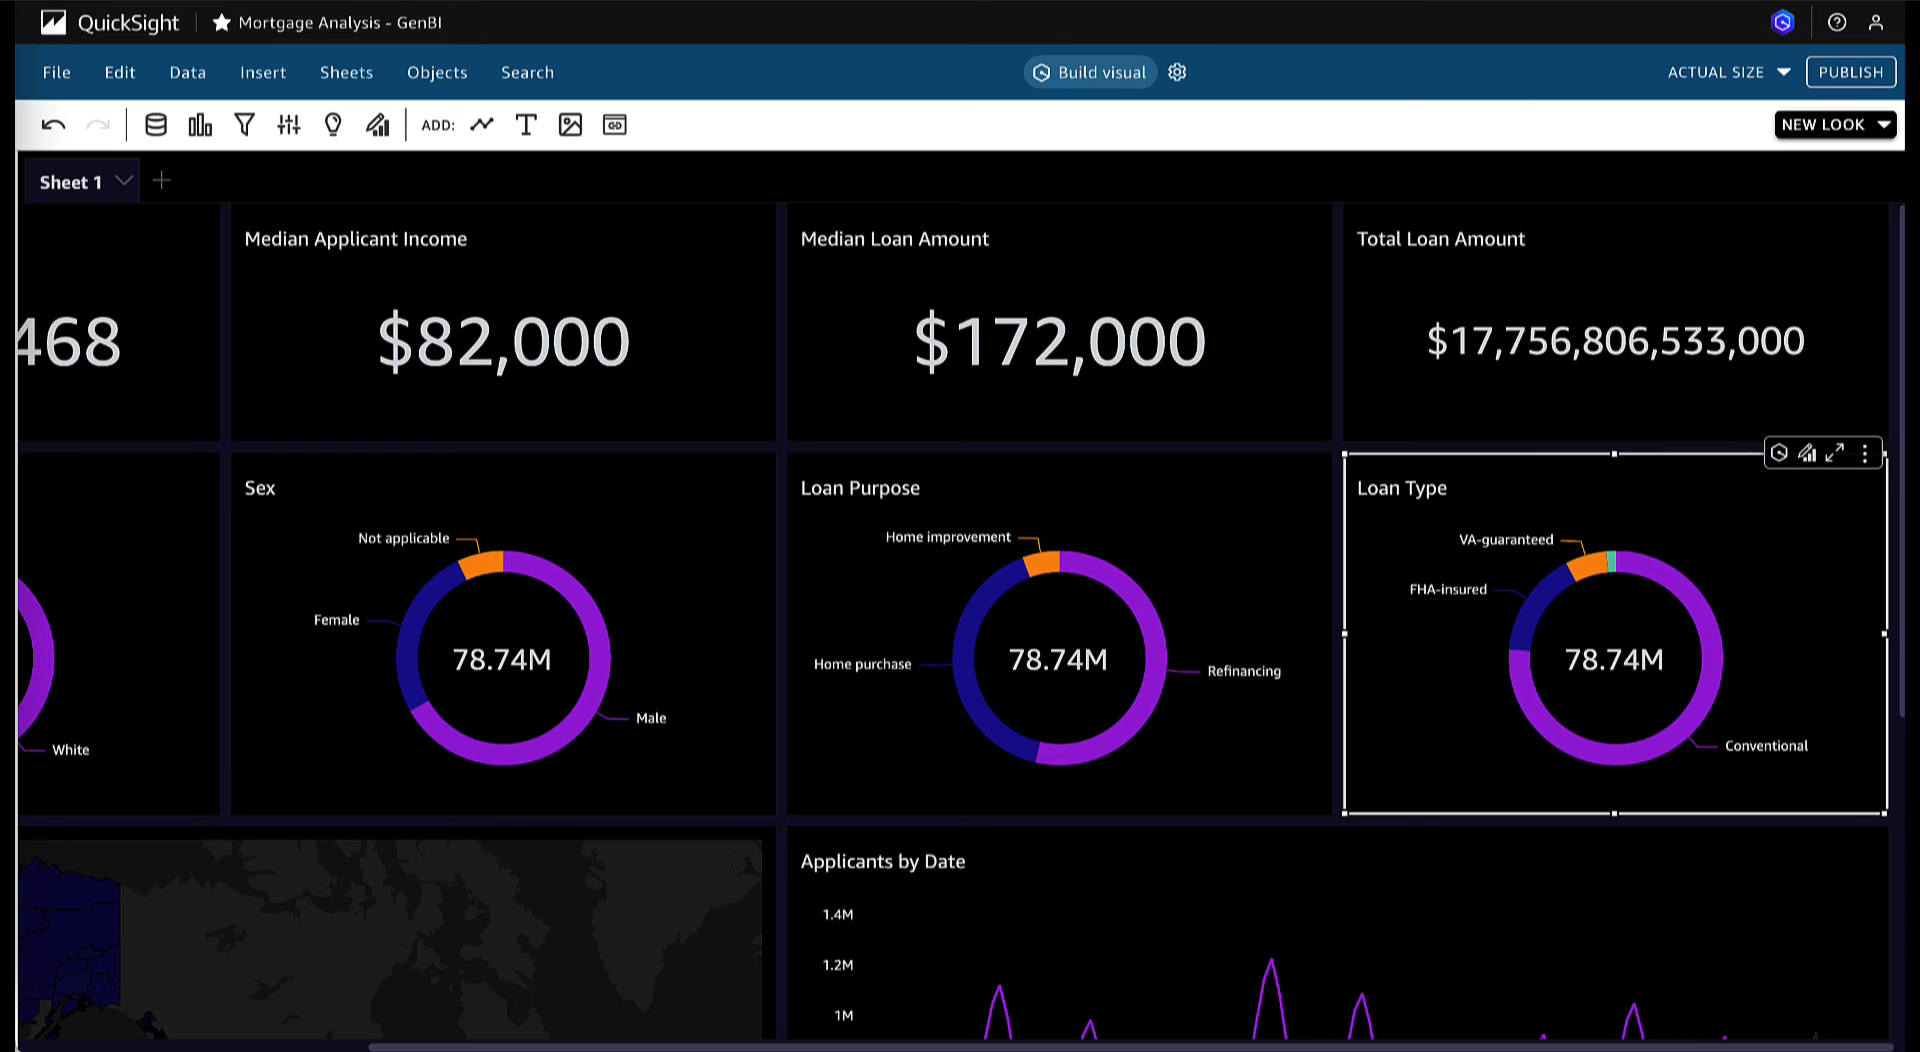 QuickSight
Mortgage Analysis - GenBI
File Edit Data Insert Sheets Objects Search
Build visual
ACTUAL SIZE
PUBLISH
ADD:
NEW LOOK
Sheet 1
468
Median Applicant Income
$82,000
Median Loan Amount
$172,000
Total Loan Amount
$17,756,806,533,000
White
Sex
Not applicable
Female
78.74M
Male
Loan Purpose
Home improvement
Home purchase
78.74M
Refinancing
Loan Type
VA-guaranteed
FHA-insured
78.74M
Conventional
Applicants by Date
1.4M
1.2M
1M